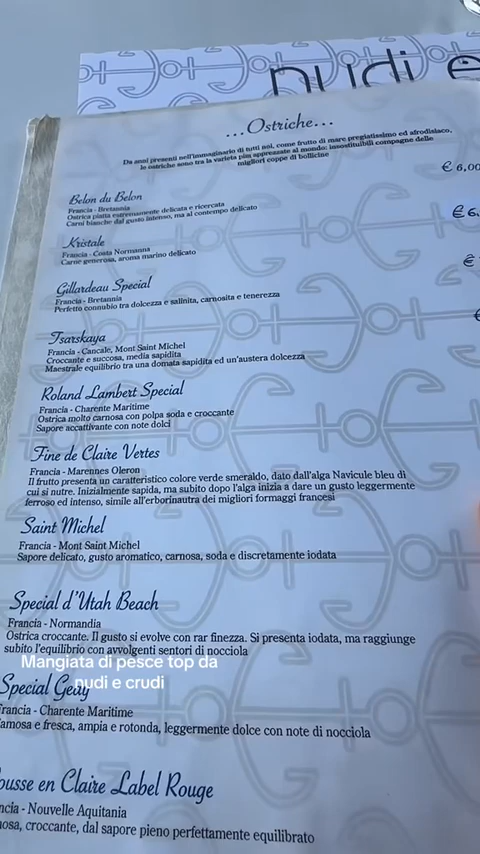 nudi e
...Ostriche...
Da anni presenti nell'immaginario di tutti noi, come frutto di mare pregiatissimo ed afrodisiaco,
le ostriche sono tra la varietà più apprezzate al mondo: insostituibili compagne delle
migliori coppe di bollicine
€ 6,00
Belon du Belon
Francia - Bretannia
Ostrica piatta estremamente delicata e ricercata
Carni bianche dal gusto intenso, ma al contempo delicato
€ 6,
Kristale
Francia - Costa Normanna
Carne generosa, aroma marino delicato
€
Gillardeau Special
Francia - Bretannia
Perfetto connubio tra dolcezza e salinita, carnosita e tenerezza
Tsarskaya
Francia - Cancale, Mont Saint Michel
Croccante e succosa, media sapidita
Maestrale equilibrio tra una domata sapidita ed un'austera dolcezza
Roland Lambert Special
Francia - Charente Maritime
Ostrica molto carnosa con polpa soda e croccante
Sapore accattivante con note dolci
Fine de Claire Vertes
Francia - Marennes Oleron
Il frutto presenta un caratteristico colore verde smeraldo, dato dall'alga Navicule bleu di
cui si nutre. Inizialmente sapida, ma subito dopo l'alga inizia a dare un gusto leggermente
ferroso ed intenso, simile all'erborinautra dei migliori formaggi francesi
Saint Michel
Francia - Mont Saint Michel
Sapore delicato, gusto aromatico, carnosa, soda e discretamente iodata
Special d'Utah Beach
Francia - Normandia
Ostrica croccante. Il gusto si evolve con rar finezza. Si presenta iodata, ma raggiunge
subito l'equilibrio con avvolgenti sentori di nocciola
Mangiata di pesce top da
nudi e crudi
Special Geay
Francia - Charente Maritime
amosa e fresca, ampia e rotonda, leggermente dolce con note di nocciola
ousse en Claire Label Rouge
ncia - Nouvelle Aquitania
nosa, croccante, dal sapore pieno perfettamente equilibrato